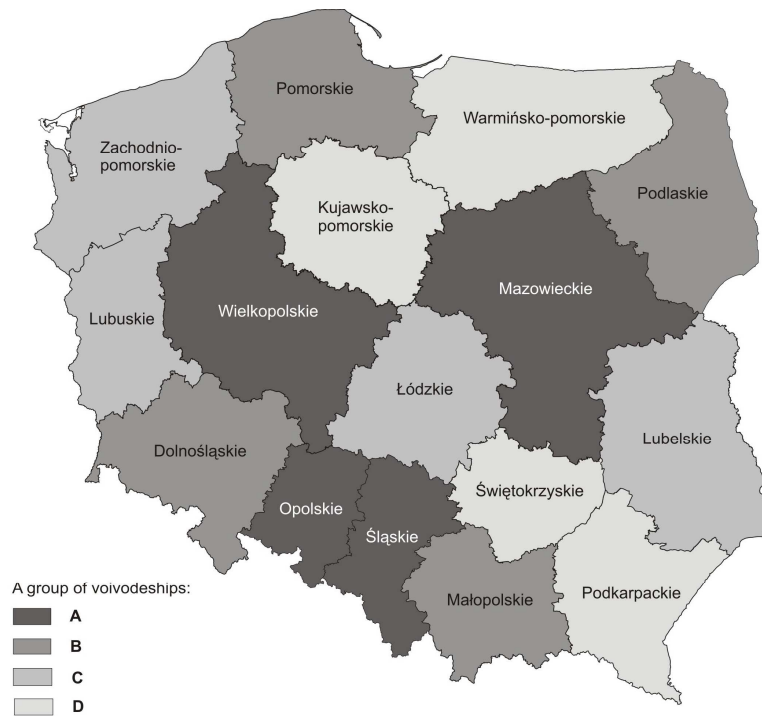 Pomorskie
Warmińsko-pomorskie
Zachodnio-
pomorskie
Podlaskie
Kujawsko-
pomorskie
Mazowieckie
Wielkopolskie
Lubuskie
Łódzkie
Lubelskie
Dolnośląskie
Świętokrzyskie
Opolskie
Śląskie
Podkarpackie
Małopolskie
A group of voivodeships:
A
B
C
D